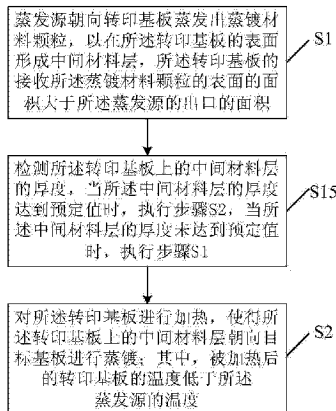 蒸发源朝向转印基板蒸发出蒸镀材
料颗粒，以在所述转印基板的表面
形成中间材料层，所述转印基板的
接收所述蒸镀材料颗粒的表面的面
积大于所述蒸发源的出口的面积
S1
检测所述转印基板上的中间材料层
的厚度，当所述中间材料层的厚度
达到预定值时，执行步骤S2，当所
述中间材料层的厚度未达到预定值
时，执行步骤S1
S15
对所述转印基板进行加热，使得所
述转印基板上的中间材料层朝向目
标基板进行蒸镀；其中，被加热后
的转印基板的温度低于所述
蒸发源的温度
S2